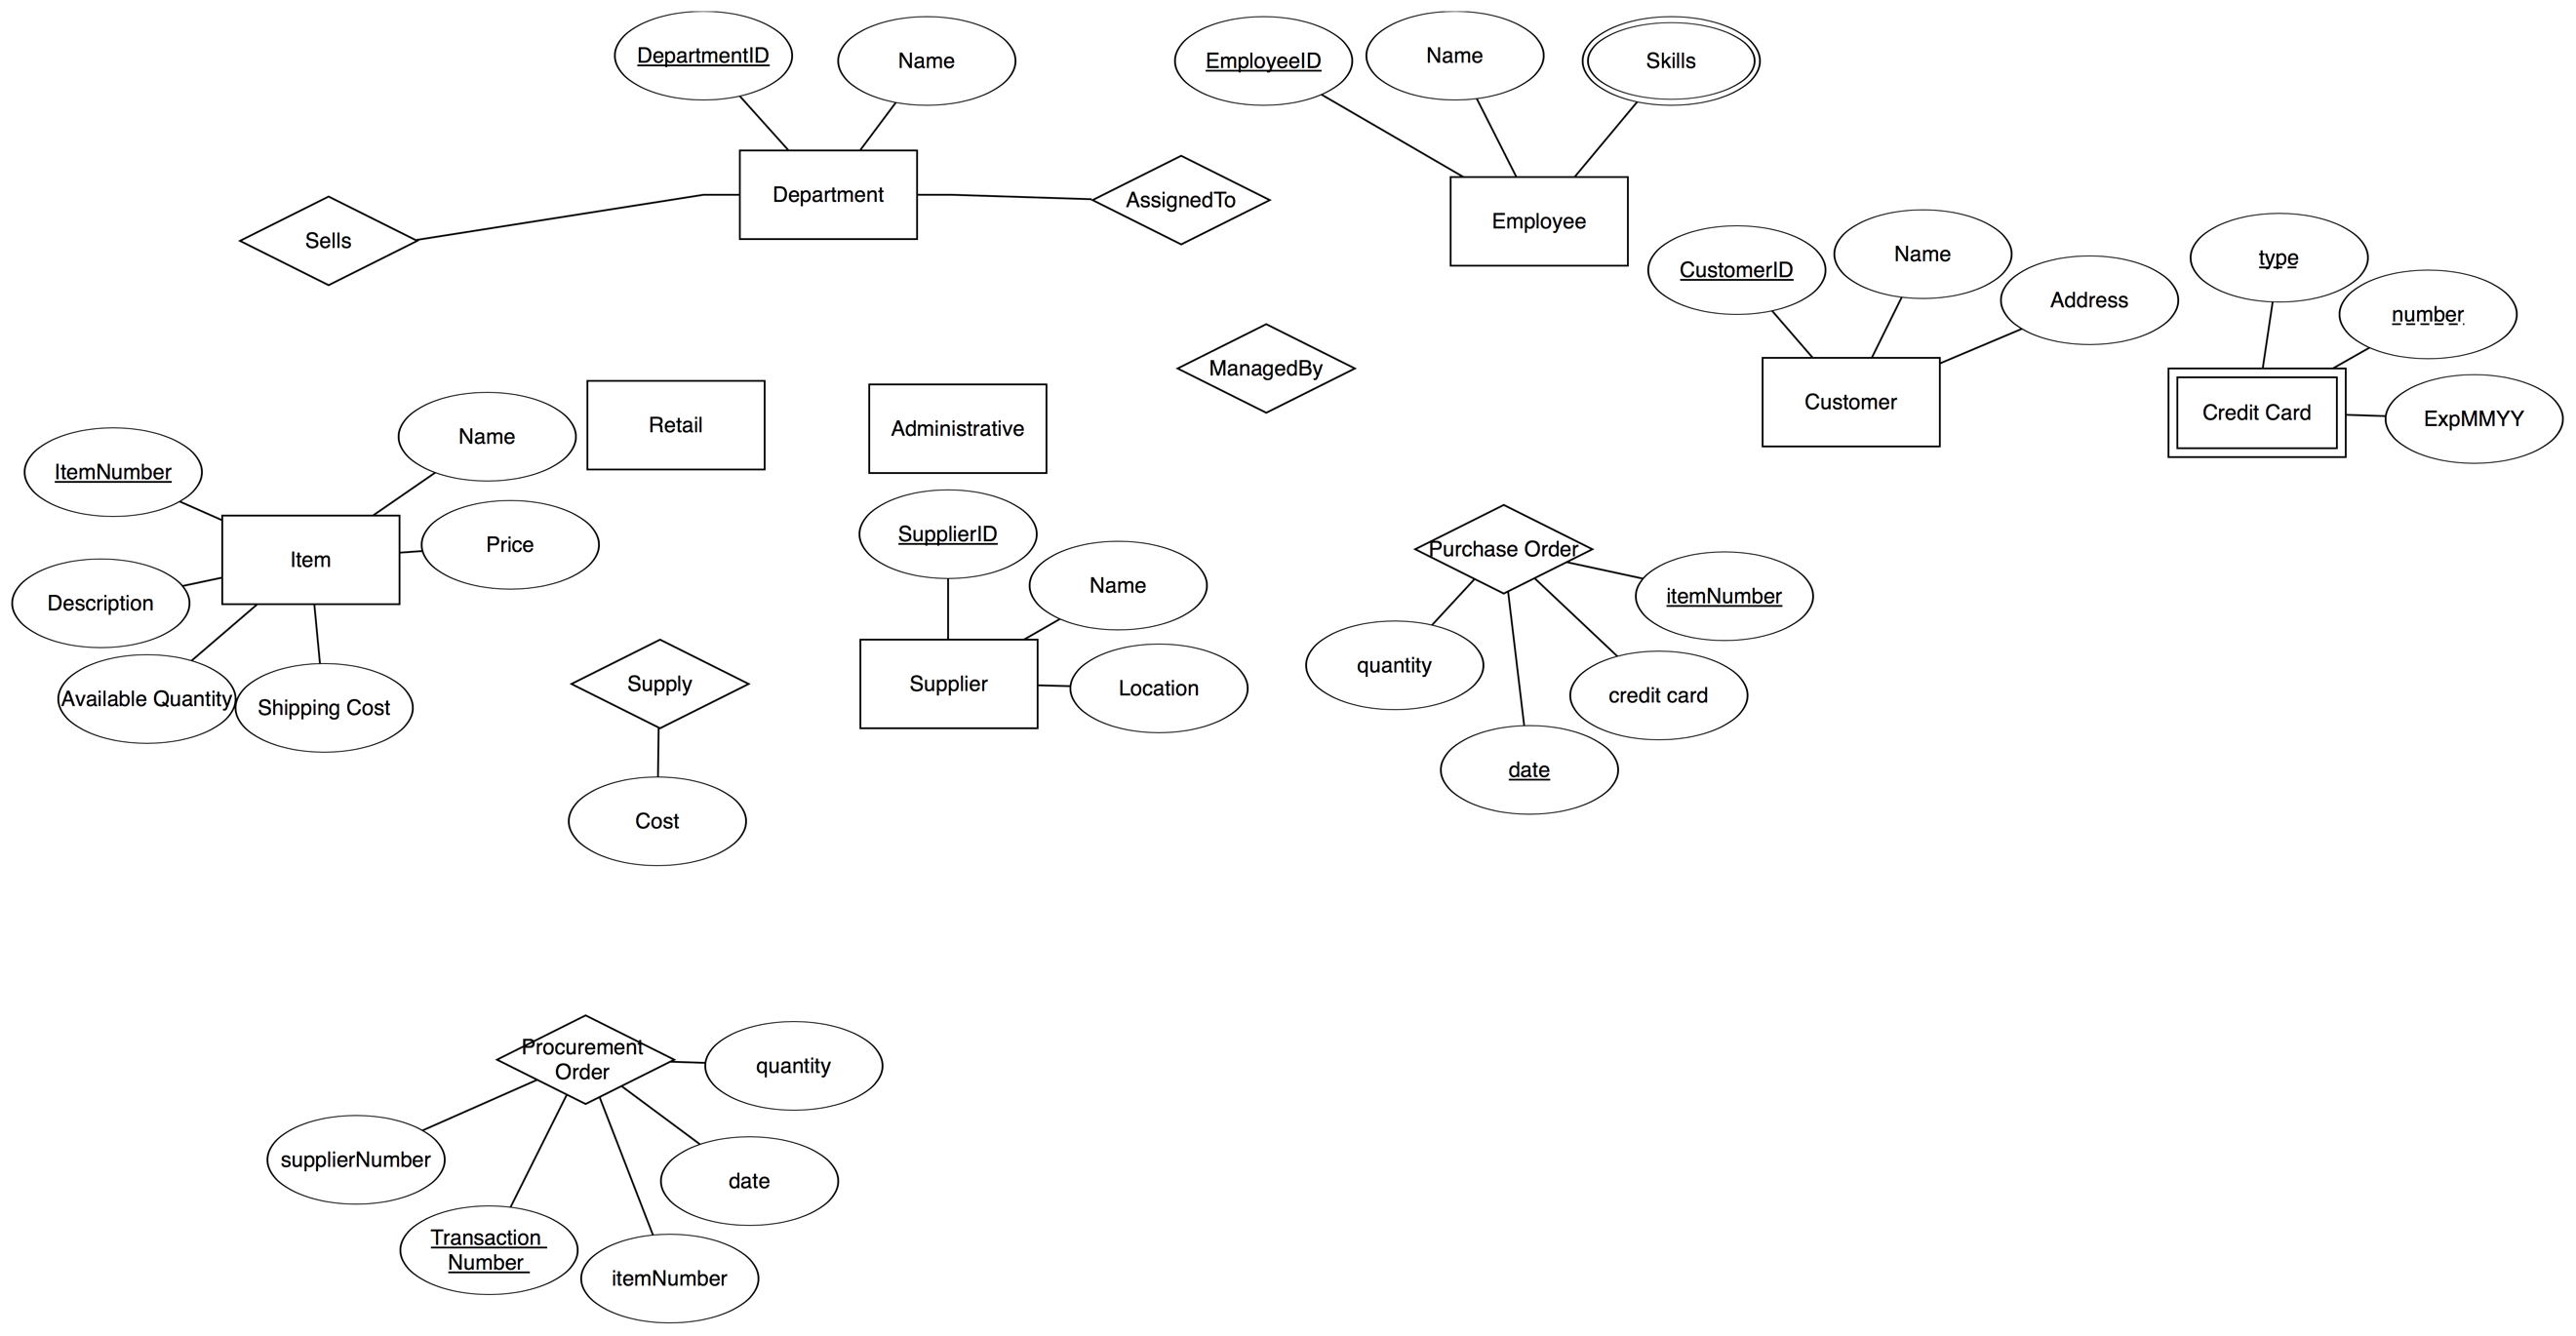 DepartmentID
Name
EmployeeID
Name
Skills
Department
AssignedTo
Employee
Sells
CustomerID
Name
Address
type
number
ManagedBy
Customer
Credit Card
ExpMMYY
Retail
Administrative
Name
ItemNumber
Item
Price
Description
Available Quantity
Shipping Cost
SupplierID
Name
Supplier
Location
Supply
Cost
Purchase Order
itemNumber
quantity
credit card
date
Procurement
Order
quantity
supplierNumber
date
Transaction
Number
itemNumber